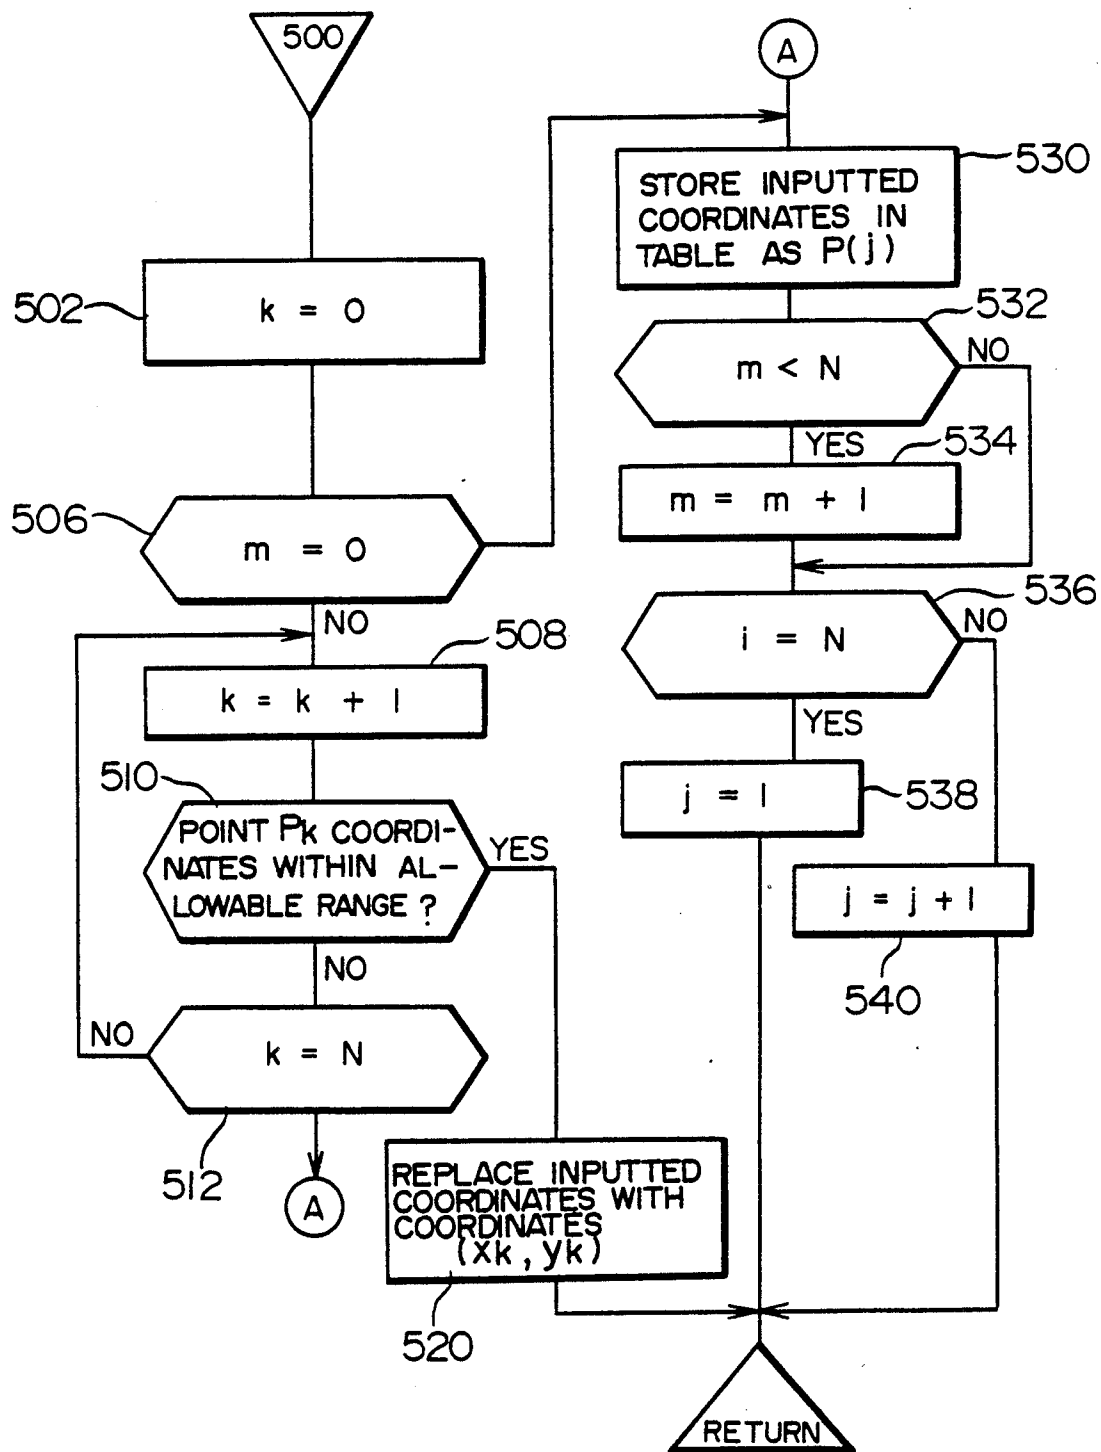 500
502
k = 0
506
m = 0
NO
508
k = k + 1
510
POINT Pk COORDI-
NATES WITHIN AL-
LOWABLE RANGE ?
YES
NO
NO
k = N
512
A
REPLACE INPUTTED
COORDINATES WITH
COORDINATES
(xk, yk)
520
A
530
STORE INPUTTED
COORDINATES IN
TABLE AS P(j)
532
m < N
NO
YES
534
m = m + 1
536
i = N
NO
YES
j = 1
538
j = j + 1
540
RETURN